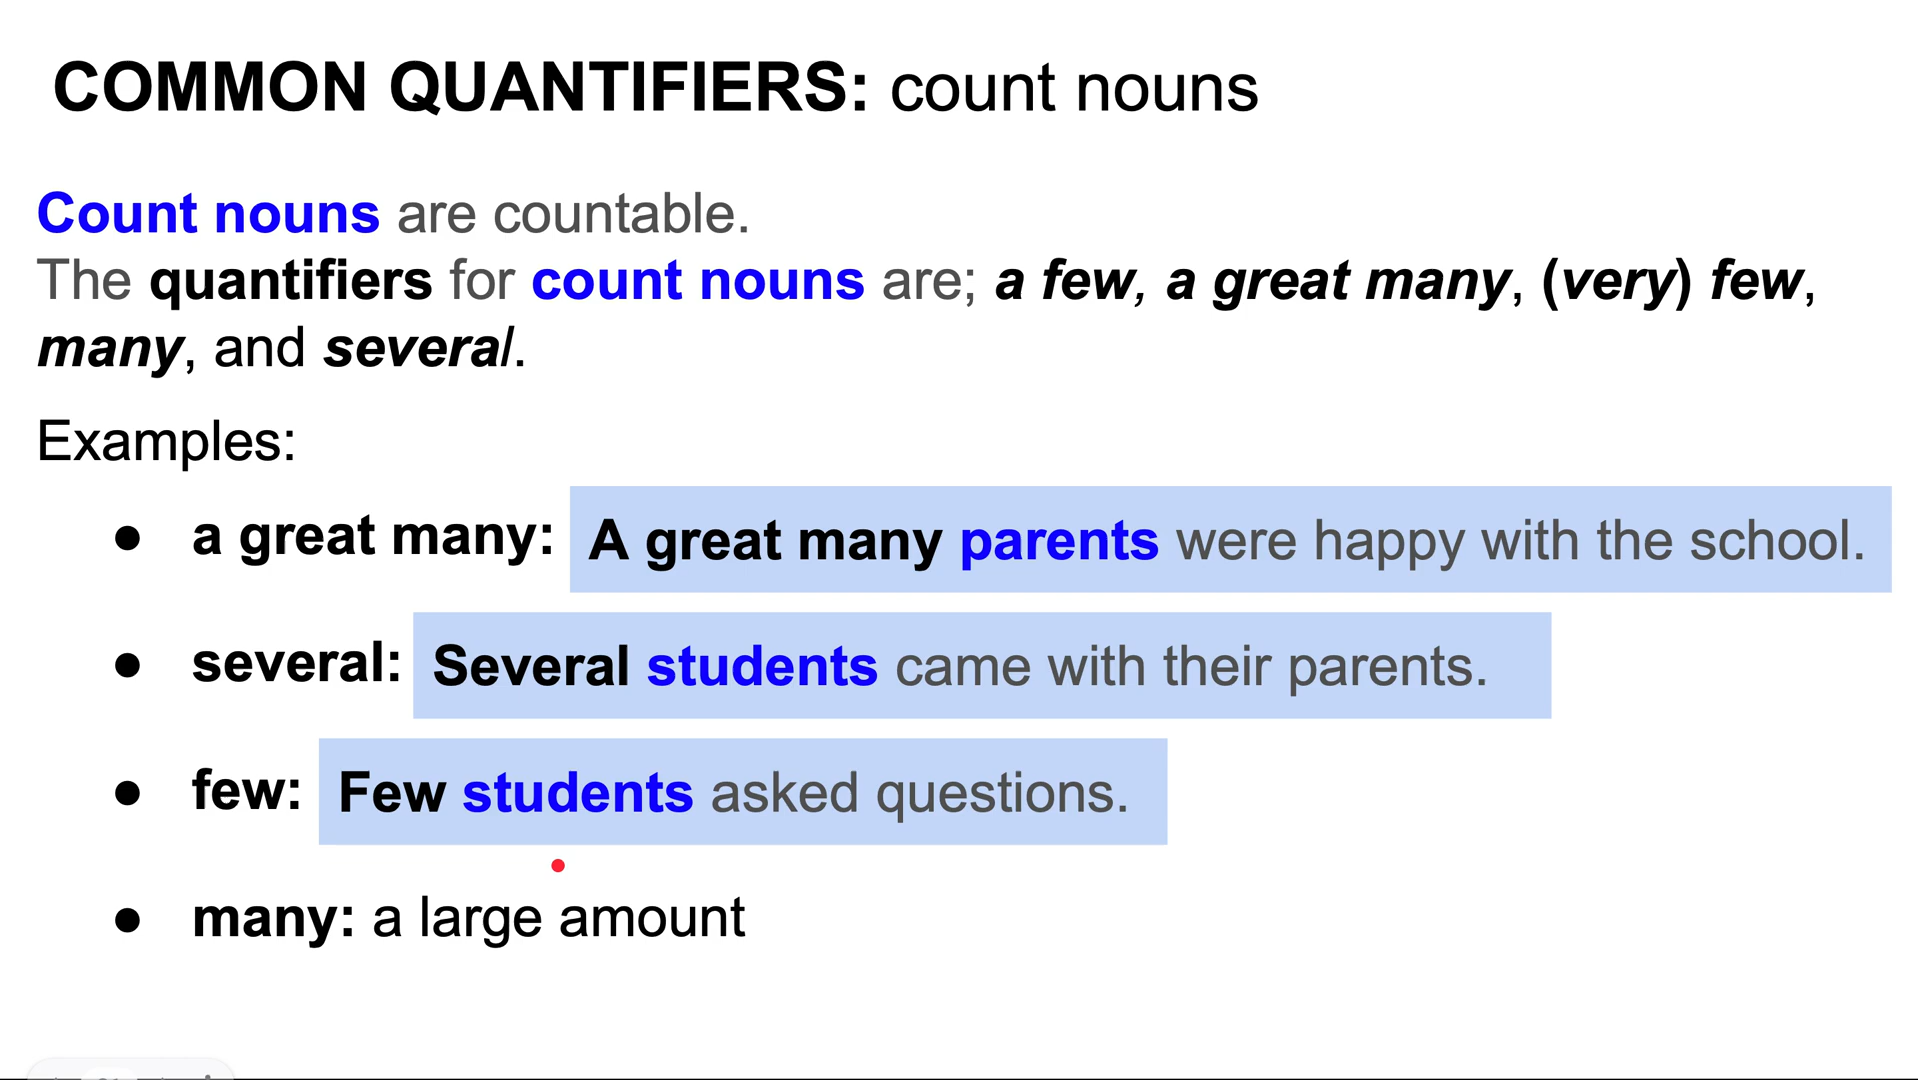 COMMON QUANTIFIERS: count nouns
Count nouns are countable.
The quantifiers for count nouns are; a few, a great many, (very) few,
many, and several.
Examples:
● a great many: A great many parents were happy with the school.
● several: Several students came with their parents.
● few: Few students asked questions.
● many: a large amount